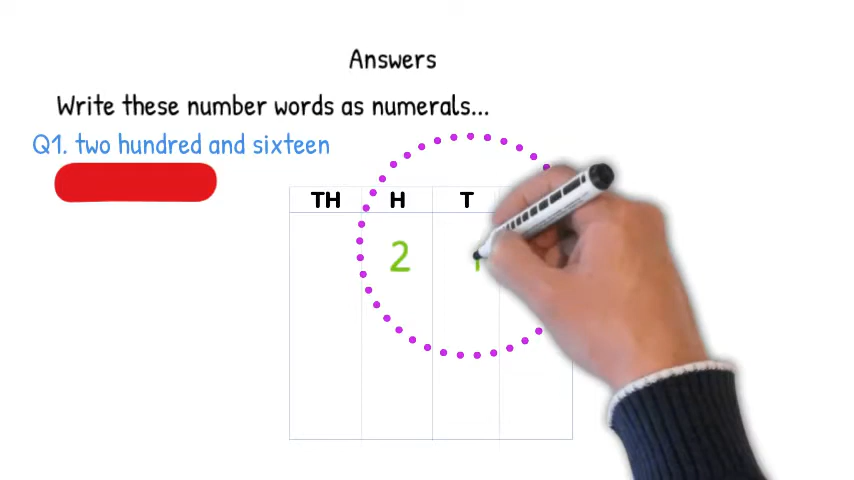 Answers
Write these number words as numerals...
Q1. two hundred and sixteen
TH H T
2